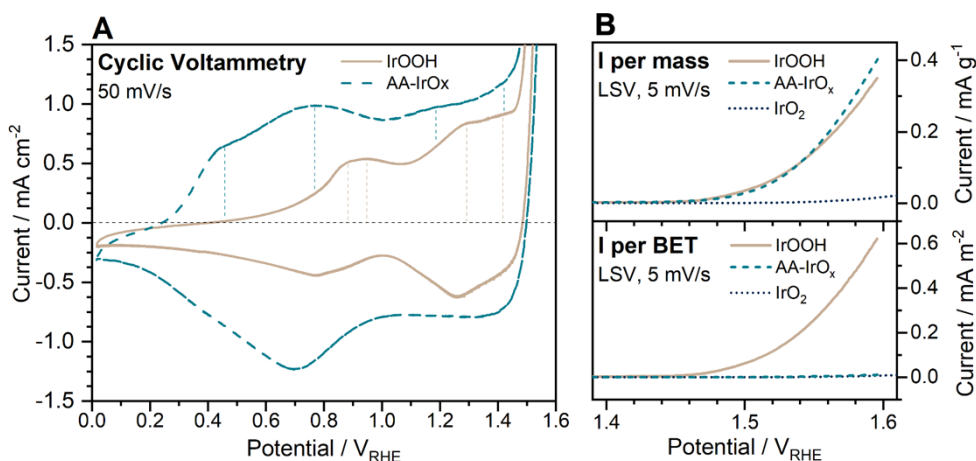 A
Cyclic Voltammetry
50 mV/s
IrOOH
AA-IrOx
Current / mA cm⁻²
1.5
1.0
0.5
0.0
-0.5
-1.0
-1.5
0.0 0.2 0.4 0.6 0.8 1.0 1.2 1.4 1.6
Potential / V_RHE
B
I per mass
LSV, 5 mV/s
IrOOH
AA-IrOₓ
IrO₂
0.4
0.2
0.0
Current / mA g⁻¹
I per BET
LSV, 5 mV/s
IrOOH
AA-IrOₓ
IrO₂
0.6
0.4
0.2
0.0
Current / mA m⁻²
1.4 1.5 1.6
Potential / V_RHE